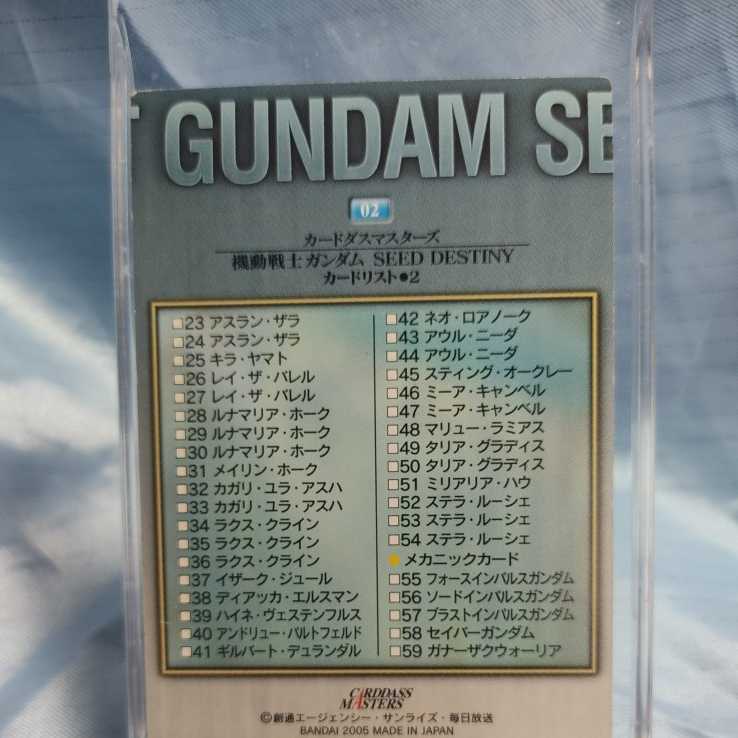 T GUNDAM SE
02
カードダスマスターズ
機動戦士ガンダム SEED DESTINY
カードリスト●2
□23 アスラン・ザラ
□24 アスラン・ザラ
□25 キラ・ヤマト
□26 レイ・ザ・バレル
□27 レイ・ザ・バレル
□28 ルナマリア・ホーク
□29 ルナマリア・ホーク
□30 ルナマリア・ホーク
□31 メイリン・ホーク
□32 カガリ・ユラ・アスハ
□33 カガリ・ユラ・アスハ
□34 ラクス・クライン
□35 ラクス・クライン
□36 ラクス・クライン
□37 イザーク・ジュール
□38 ディアッカ・エルスマン
□39 ハイネ・ヴェステンフルス
□40 アンドリュー・バルトフェルド
□41 ギルバート・デュランダル
□42 ネオ・ロアノーク
□43 アウル・ニーダ
□44 アウル・ニーダ
□45 スティング・オークレー
□46 ミーア・キャンベル
□47 ミーア・キャンベル
□48 マリュー・ラミアス
□49 タリア・グラディス
□50 タリア・グラディス
□51 ミリアリア・ハウ
□52 ステラ・ルーシェ
□53 ステラ・ルーシェ
□54 ステラ・ルーシェ
●メカニックカード
□55 フォースインパルスガンダム
□56 ソードインパルスガンダム
□57 ブラストインパルスガンダム
□58 セイバーガンダム
□59 ガナーザクウォーリア
CARDDASS
MASTERS
©創通エージェンシー・サンライズ・毎日放送
BANDAI 2005 MADE IN JAPAN